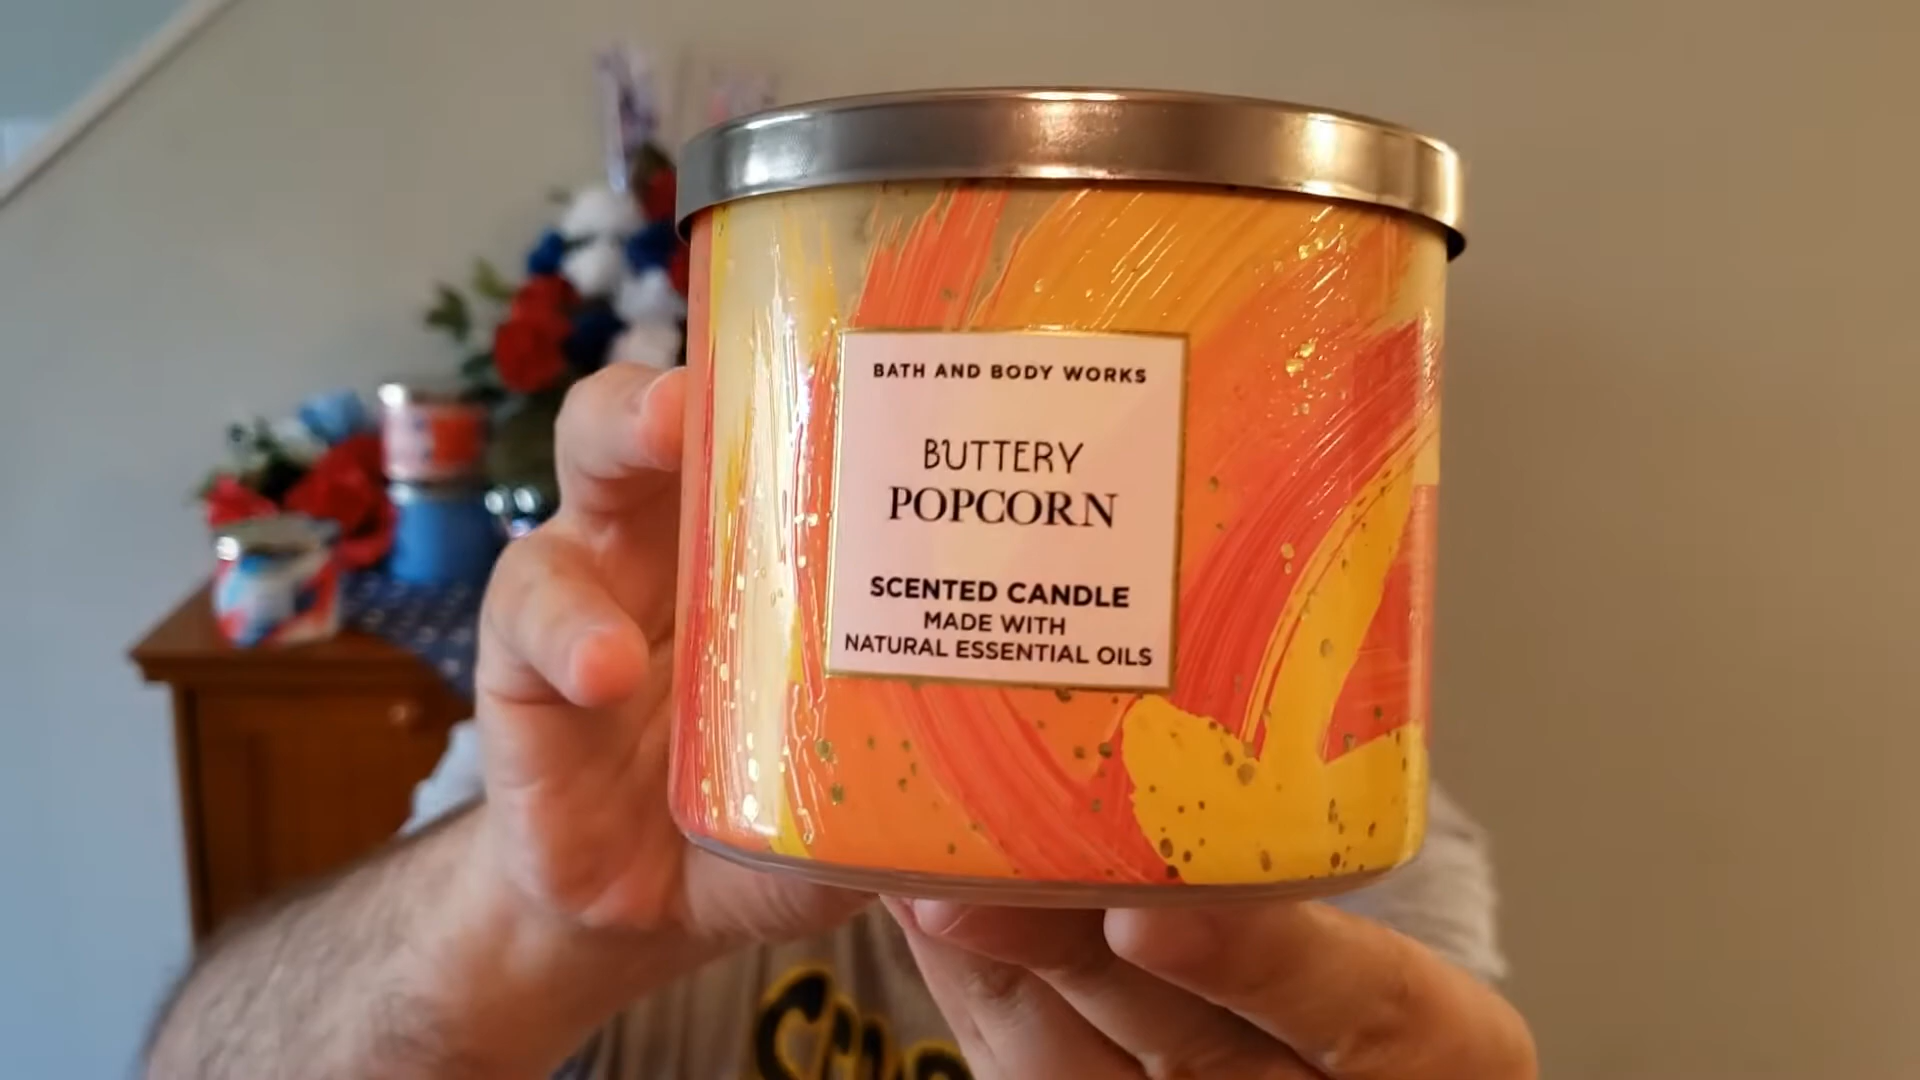 BATH AND BODY WORKS
BUTTERY
POPCORN
SCENTED CANDLE
MADE WITH
NATURAL ESSENTIAL OILS